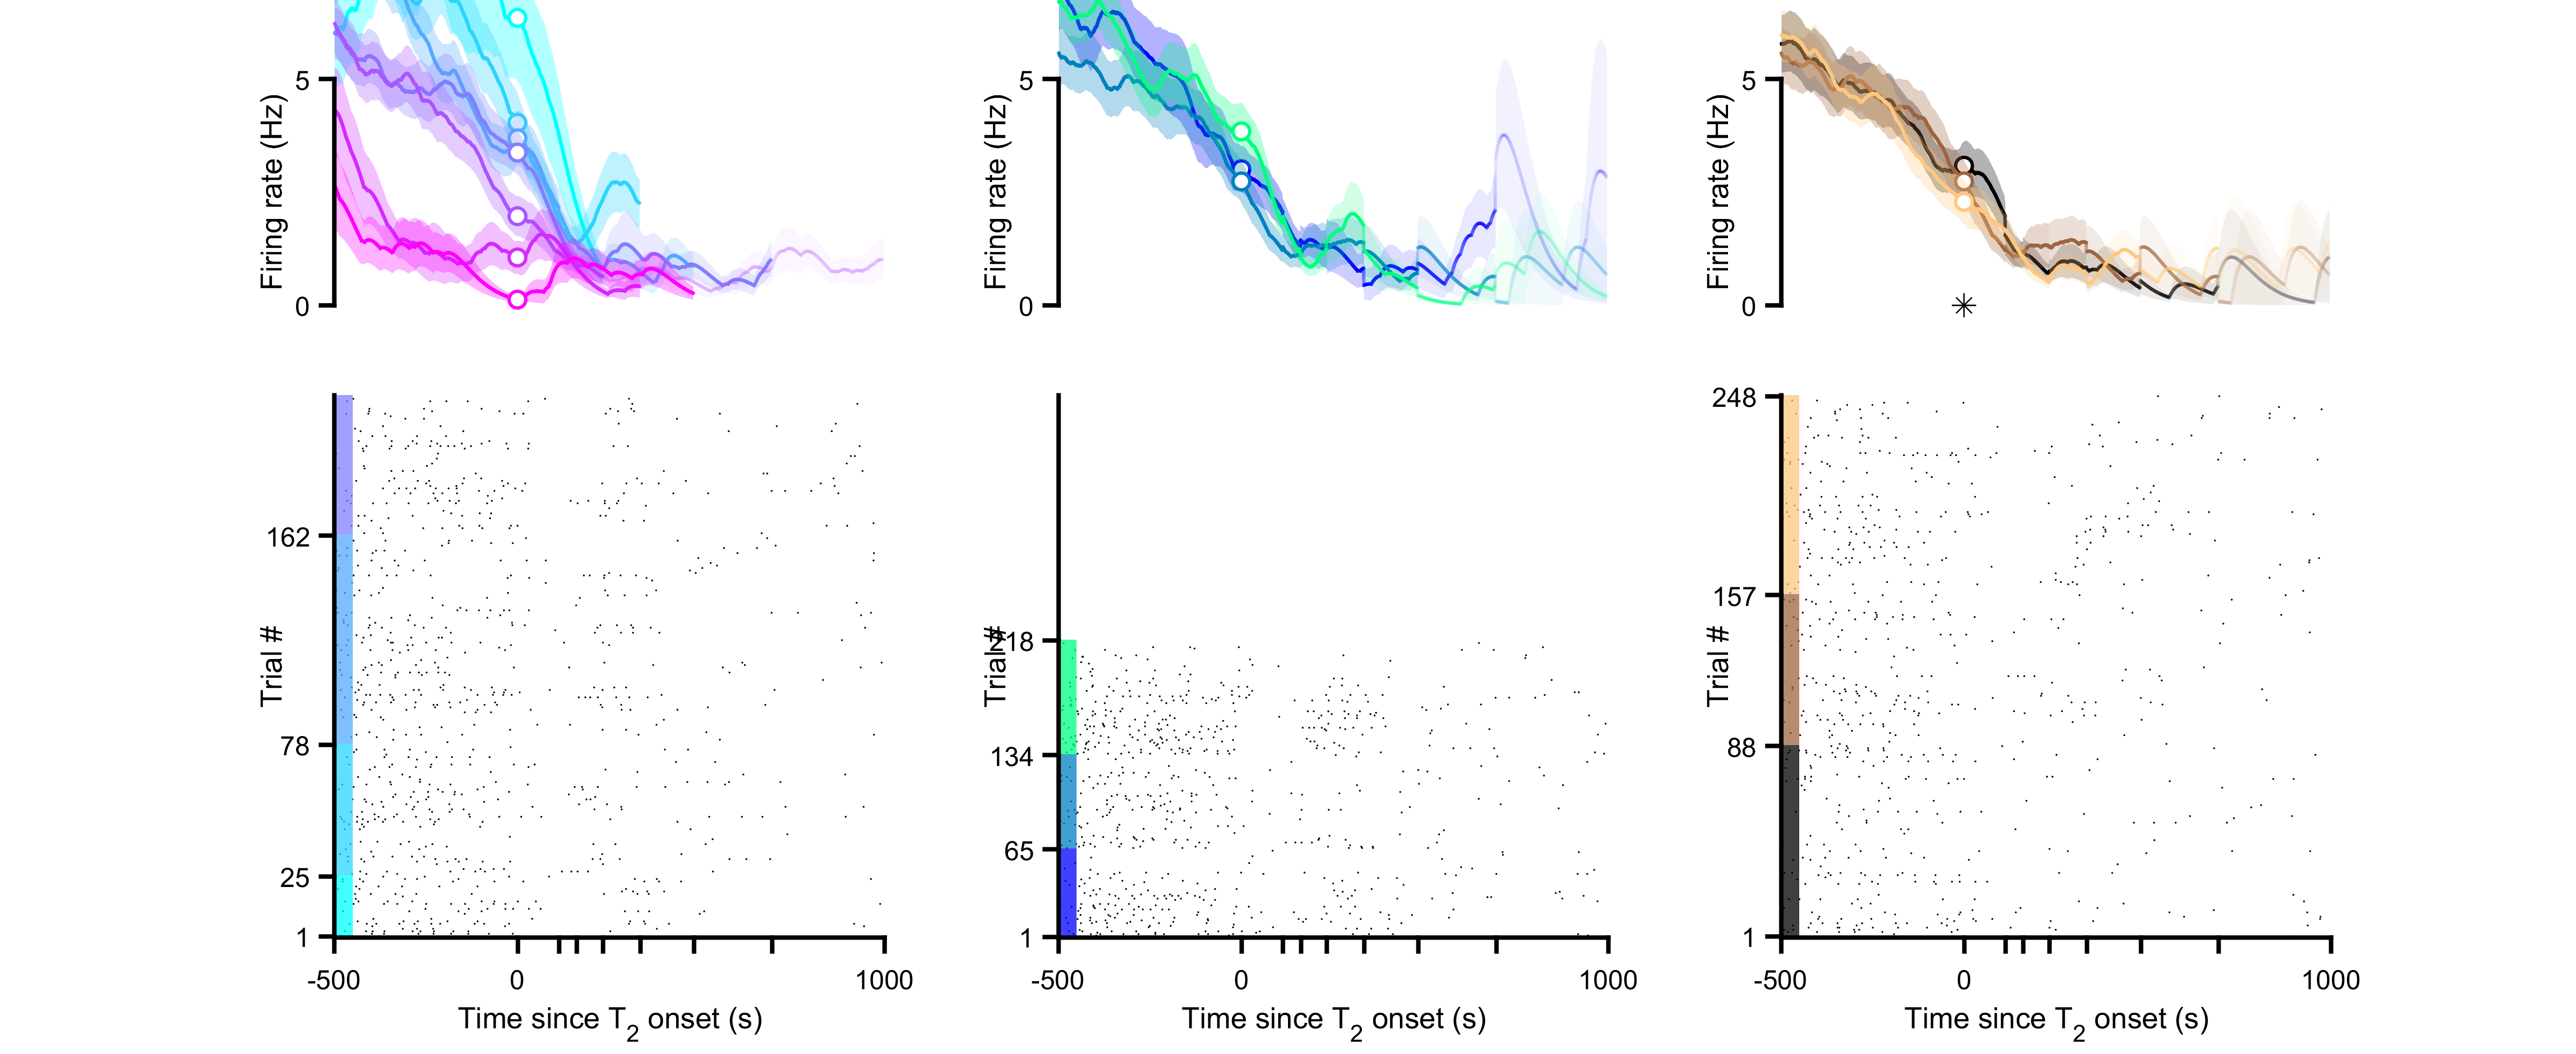 5
Firing rate (Hz)
0
5
Firing rate (Hz)
0
5
Firing rate (Hz)
0
162
78
25
1
Trial #
-500 0 1000
Time since T2 onset (s)
218
134
65
1
Trial #
-500 0 1000
Time since T2 onset (s)
248
157
88
1
Trial #
-500 0 1000
Time since T2 onset (s)